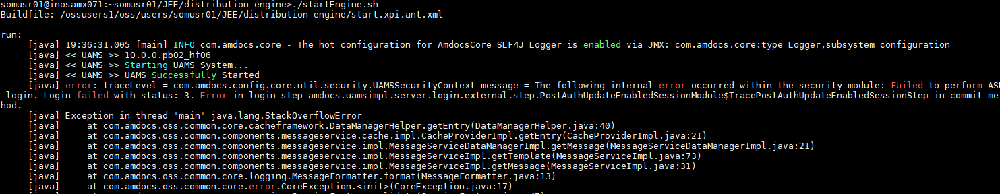 somusr01@inosamx071:~somusr01/JEE/distribution-engine>./startEngine.sh
Buildfile: /ossusers1/oss/users/somusr01/JEE/distribution-engine/start.xpi.ant.xml
run:
[java] 19:36:31.005 [main] INFO com.amdocs.core - The hot configuration for AmdocsCore SLF4J Logger is enabled via JMX: com.amdocs.core:type=Logger,subsystem=configuration
[java] << UAMS >> 10.0.0.pb02_hf06
[java] << UAMS >> Starting UAMS System...
[java] << UAMS >> UAMS Successfully Started
[java] error: traceLevel = com.amdocs.config.core.util.security.UAMSSecurityContext message = The following internal error occurred within the security module: Failed to perform ASM
login. Login failed with status: 3. Error in login step amdocs.uamsimpl.server.login.external.step.PostAuthUpdateEnabledSessionModule$TracePostAuthUpdateEnabledSessionStep in commit met
hod.
[java] Exception in thread "main" java.lang.StackOverflowError
[java] at com.amdocs.oss.common.core.cacheframework.DataManagerHelper.getEntry(DataManagerHelper.java:40)
[java] at com.amdocs.oss.common.components.messageservice.cache.impl.CacheProviderImpl.getEntry(CacheProviderImpl.java:21)
[java] at com.amdocs.oss.common.components.messageservice.impl.MessageServiceDataManagerImpl.getMessage(MessageServiceDataManagerImpl.java:21)
[java] at com.amdocs.oss.common.components.messageservice.impl.MessageServiceImpl.getTemplate(MessageServiceImpl.java:73)
[java] at com.amdocs.oss.common.components.messageservice.impl.MessageServiceImpl.getMessage(MessageServiceImpl.java:31)
[java] at com.amdocs.oss.common.core.logging.MessageFormatter.format(MessageFormatter.java:13)
[java] at com.amdocs.oss.common.core.error.CoreException.<init>(CoreException.java:17)